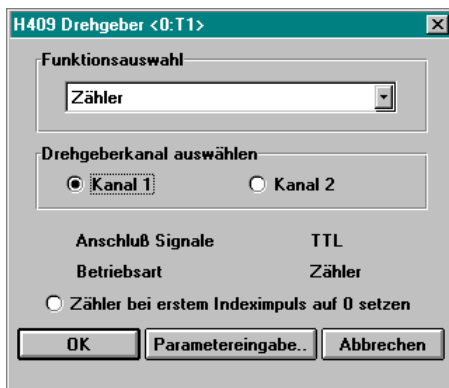 H409 Drehgeber <0:T1>
Funktionsauswahl
Zähler
Drehgeberkanal auswählen
Kanal 1 Kanal 2
Anschluß Signale TTL
Betriebsart Zähler
Zähler bei erstem Indeximpuls auf 0 setzen
OK Parametereingabe.. Abbrechen